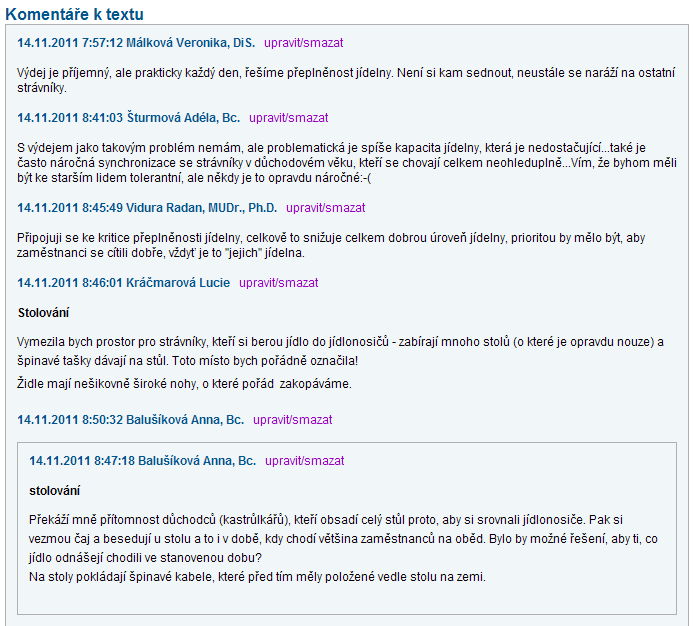 Komentáře k textu
14.11.2011 7:57:12 Málková Veronika, DiS. upravit/smazat
Výdej je příjemný, ale prakticky každý den, řešíme přeplněnost jídelny. Není si kam sednout, neustále se naráží na ostatní
strávníky.
14.11.2011 8:41:03 Šturmová Adéla, Bc. upravit/smazat
S výdejem jako takovým problém nemám, ale problematická je spíše kapacita jídelny, která je nedostačující...také je
často náročná synchronizace se strávníky v důchodovém věku, kteří se chovají celkem neohleduplně...Vím, že byhom měli
být ke starším lidem tolerantní, ale někdy je to opravdu náročné:-(
14.11.2011 8:45:49 Vidura Radan, MUDr., Ph.D. upravit/smazat
Připojuji se ke kritice přeplněnosti jídelny, celkově to snižuje celkem dobrou úroveň jídelny, prioritou by mělo být, aby
zaměstnanci se cítili dobře, vždyť je to "jejich" jídelna.
14.11.2011 8:46:01 Kráčmarová Lucie upravit/smazat
Stolování
Vymezila bych prostor pro strávníky, kteří si berou jídlo do jídlonosičů - zabírají mnoho stolů (o které je opravdu nouze) a
špinavé tašky dávají na stůl. Toto místo bych pořádně označila!
Židle mají nešikovně široké nohy, o které pořád zakopáváme.
14.11.2011 8:50:32 Balušíková Anna, Bc. upravit/smazat
14.11.2011 8:47:18 Balušíková Anna, Bc. upravit/smazat
stolování
Překáží mně přítomnost důchodců (kastrůlkářů), kteří obsadí celý stůl proto, aby si srovnali jídlonosiče. Pak si
vezmou čaj a besedují u stolu a to i v době, kdy chodí většina zaměstnanců na oběd. Bylo by možné řešení, aby ti, co
jídlo odnášejí chodili ve stanovenou dobu?
Na stoly pokládají špinavé kabele, které před tím měly položené vedle stolu na zemi.